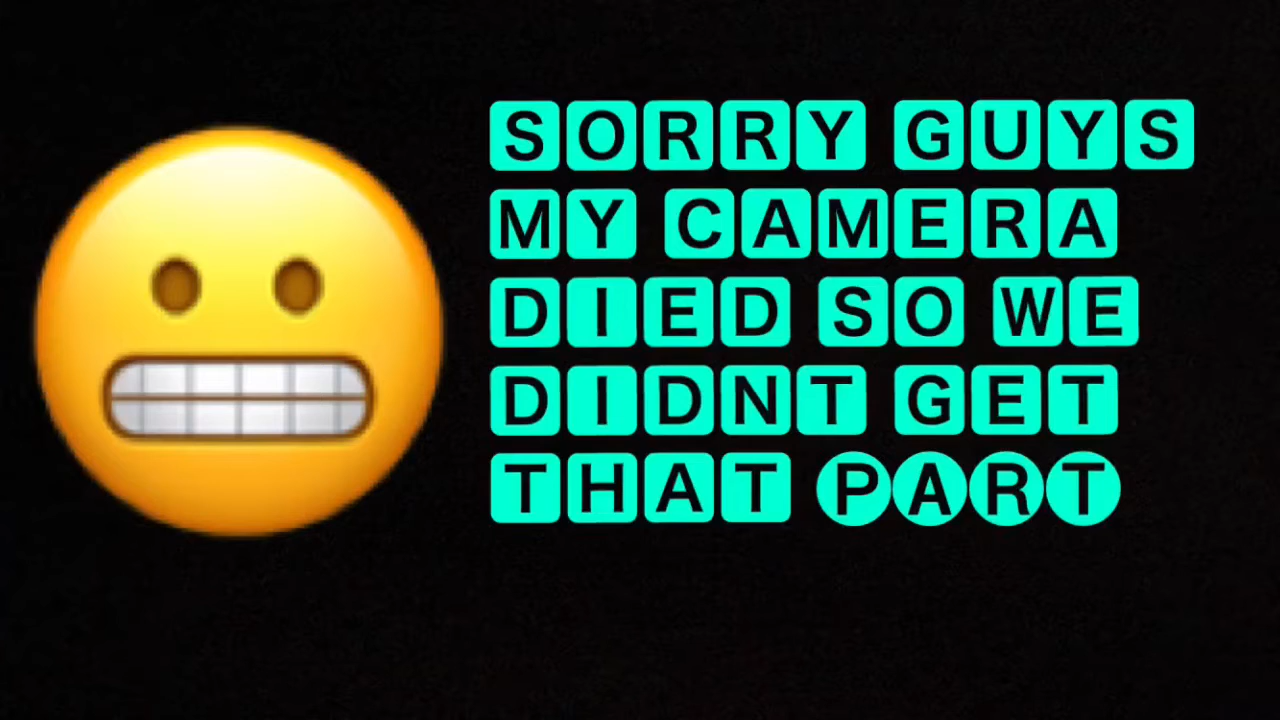 SORRY GUYS
MY CAMERA
DIED SO WE
DIDNT GET
THAT PART